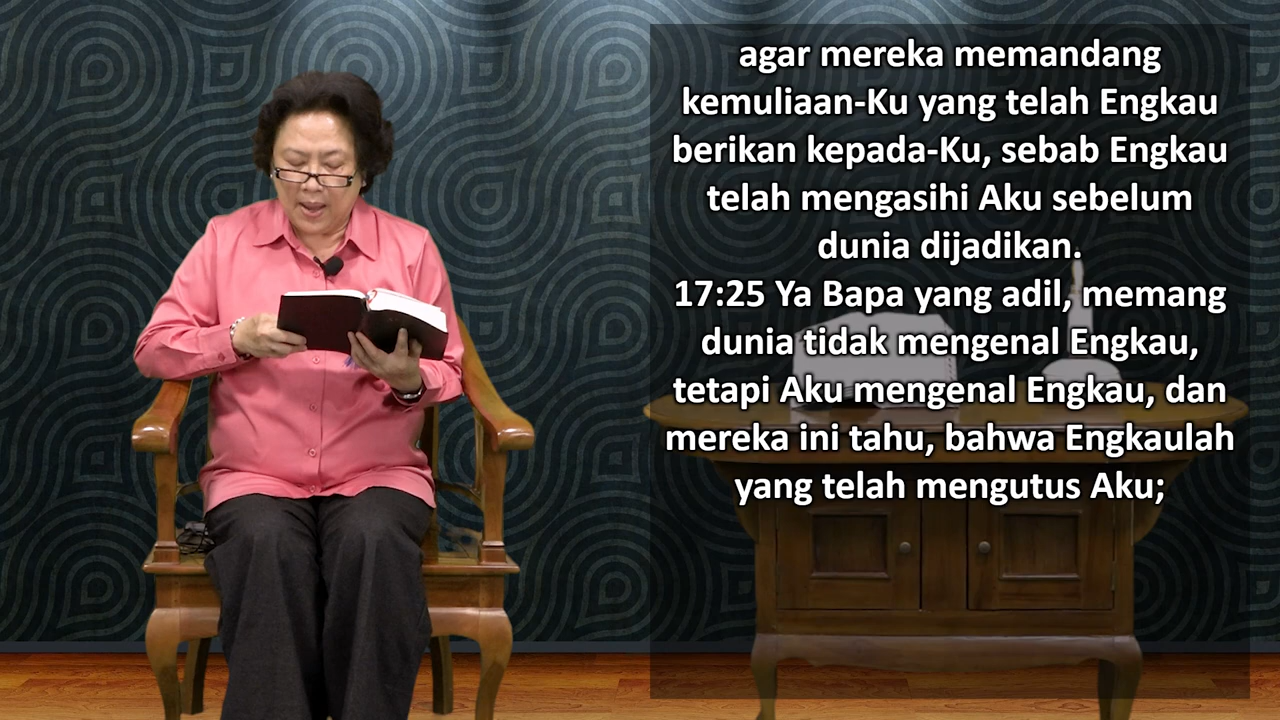 agar mereka memandang
kemuliaan-Ku yang telah Engkau
berikan kepada-Ku, sebab Engkau
telah mengasihi Aku sebelum
dunia dijadikan.
17:25 Ya Bapa yang adil, memang
dunia tidak mengenal Engkau,
tetapi Aku mengenal Engkau, dan
mereka ini tahu, bahwa Engkaulah
yang telah mengutus Aku;